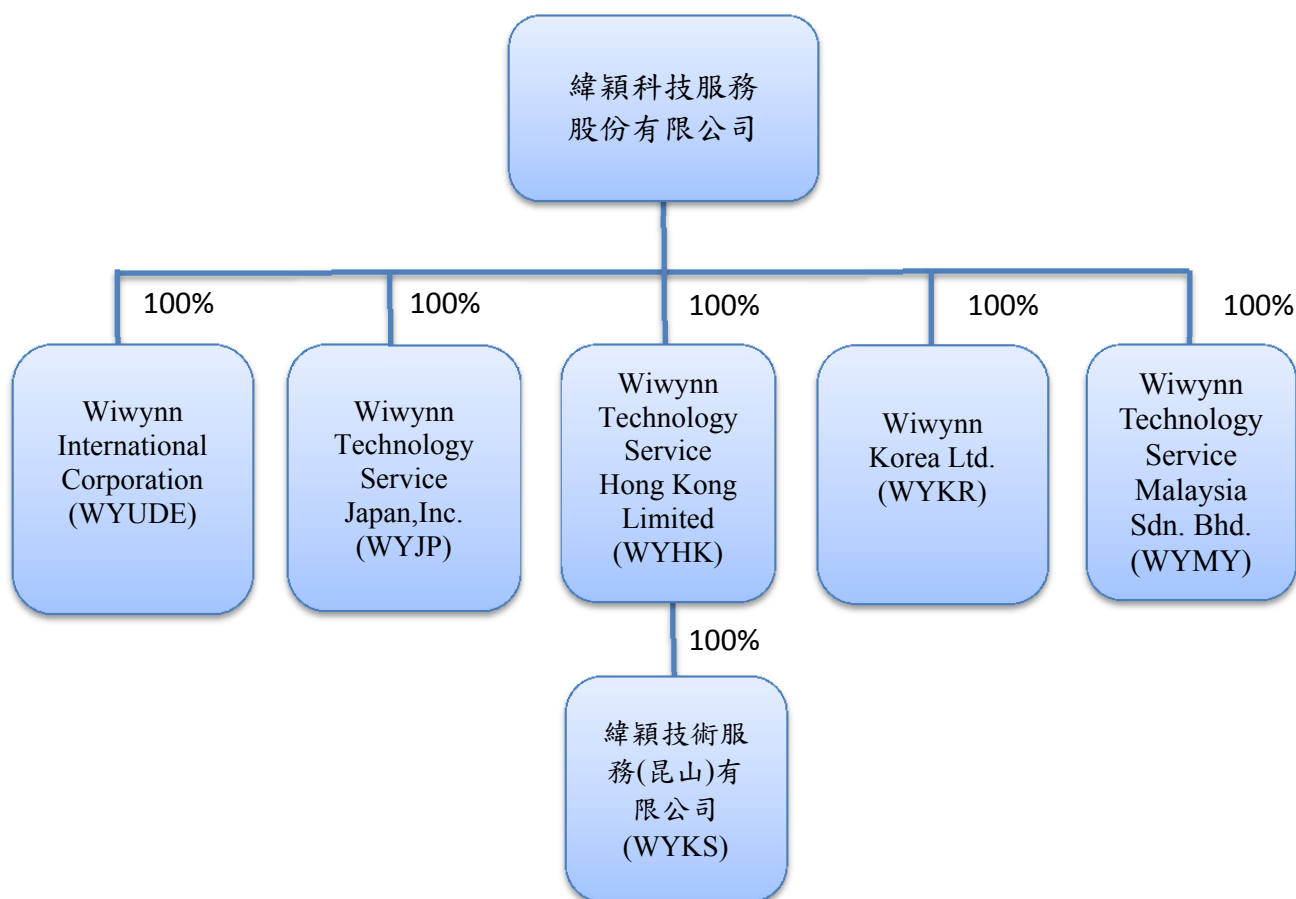 緯穎科技服務
股份有限公司
100%
100%
100%
100%
100%
Wiwynn
International
Corporation
(WYUDE)
Wiwynn
Technology
Service
Japan,Inc.
(WYJP)
Wiwynn
Technology
Service
Hong Kong
Limited
(WYHK)
Wiwynn
Korea Ltd.
(WYKR)
Wiwynn
Technology
Service
Malaysia
Sdn. Bhd.
(WYMY)
100%
緯穎技術服
務(昆山)有
限公司
(WYKS)